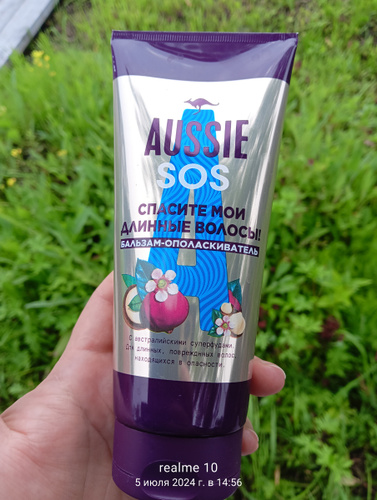 AUSSIE
SOS
СПАСИТЕ МОИ
ДЛИННЫЕ ВОЛОСЫ!
БАЛЬЗАМ-ОПОЛАСКИВАТЕЛЬ
С австралийскими суперфудами.
Для длинных, поврежденных волос,
находящихся в опасности.
realme 10
5 июля 2024 г. в 14:56